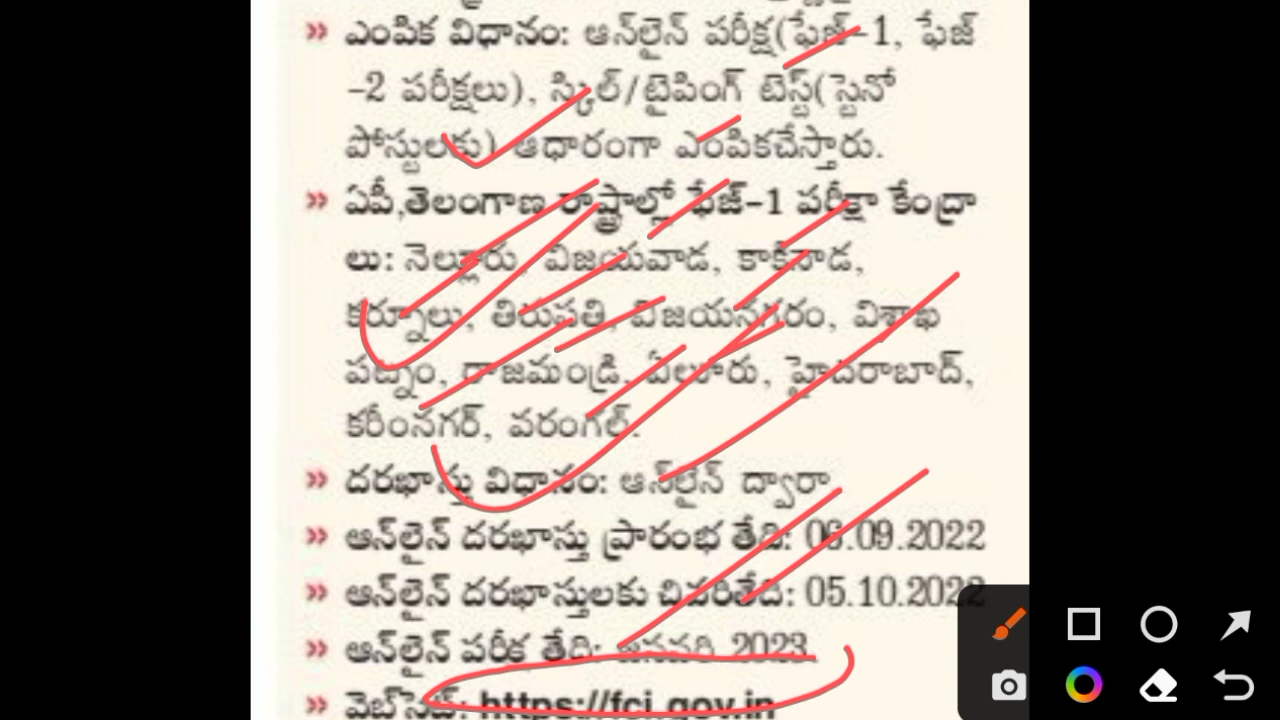 » ఎంపిక విధానం: ఆన్‌లైన్ పరీక్ష(ఫేజ్-1, ఫేజ్
-2 పరీక్షలు), స్కిల్/టైపింగ్ టెస్ట్(స్టెనో
పోస్టులకు) ఆధారంగా ఎంపికచేస్తారు.
» ఏపీ,తెలంగాణ రాష్ట్రాల్లో ఫేజ్-1 పరీక్షా కేంద్రా
లు: నెల్లూరు, విజయవాడ, కాకినాడ,
కర్నూలు, తిరుపతి, విజయనగరం, విశాఖ
పట్నం, రాజమండ్రి, ఏలూరు, హైదరాబాద్,
కరీంనగర్, వరంగల్.
» దరఖాస్తు విధానం: ఆన్‌లైన్ ద్వారా
» ఆన్‌లైన్ దరఖాస్తు ప్రారంభ తేది: 06.09.2022
» ఆన్‌లైన్ దరఖాస్తులకు చివరితేది: 05.10.2022
» ఆన్‌లైన్ పరీక తేది: జనవరి 2023.
» వెబ్‌సైట్: https://fci.gov.in